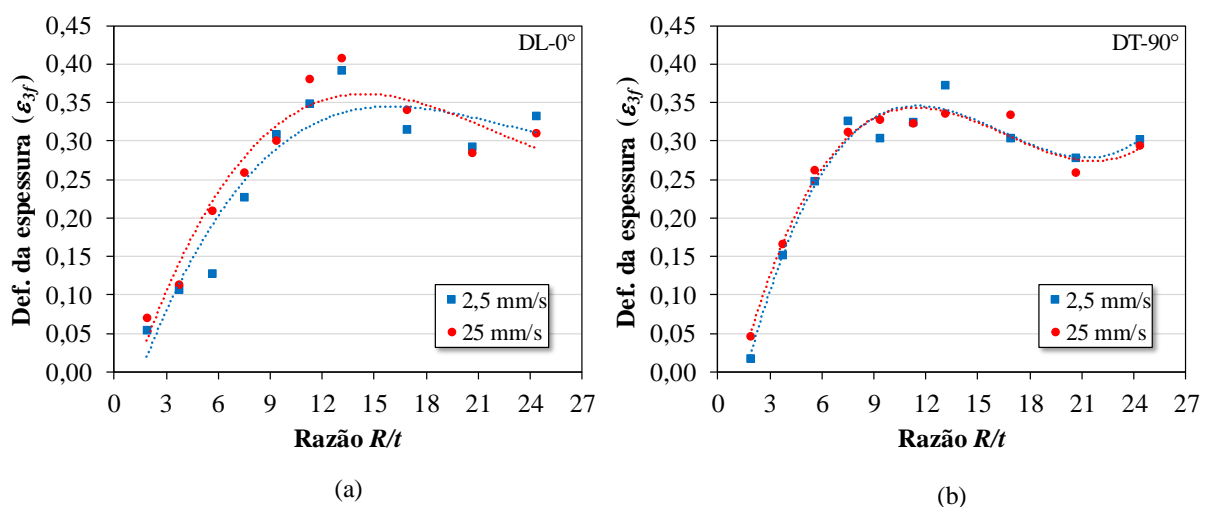 DL-0°
Def. da espessura (ε3f)
0,45
0,40
0,35
0,30
0,25
0,20
0,15
0,10
0,05
0,00
2,5 mm/s
25 mm/s
0 3 6 9 12 15 18 21 24 27
Razão R/t
(a)
DT-90°
Def. da espessura (ε3f)
0,45
0,40
0,35
0,30
0,25
0,20
0,15
0,10
0,05
0,00
2,5 mm/s
25 mm/s
0 3 6 9 12 15 18 21 24 27
Razão R/t
(b)